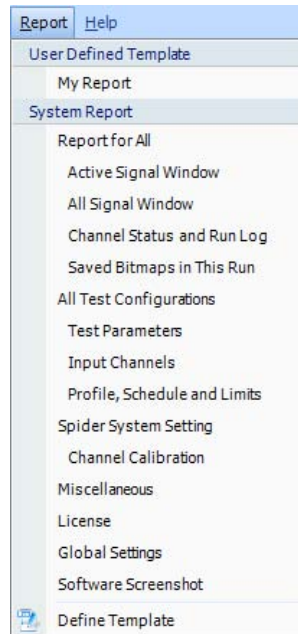 Report Help
User Defined Template
My Report
System Report
Report for All
Active Signal Window
All Signal Window
Channel Status and Run Log
Saved Bitmaps in This Run
All Test Configurations
Test Parameters
Input Channels
Profile, Schedule and Limits
Spider System Setting
Channel Calibration
Miscellaneous
License
Global Settings
Software Screenshot
Define Template